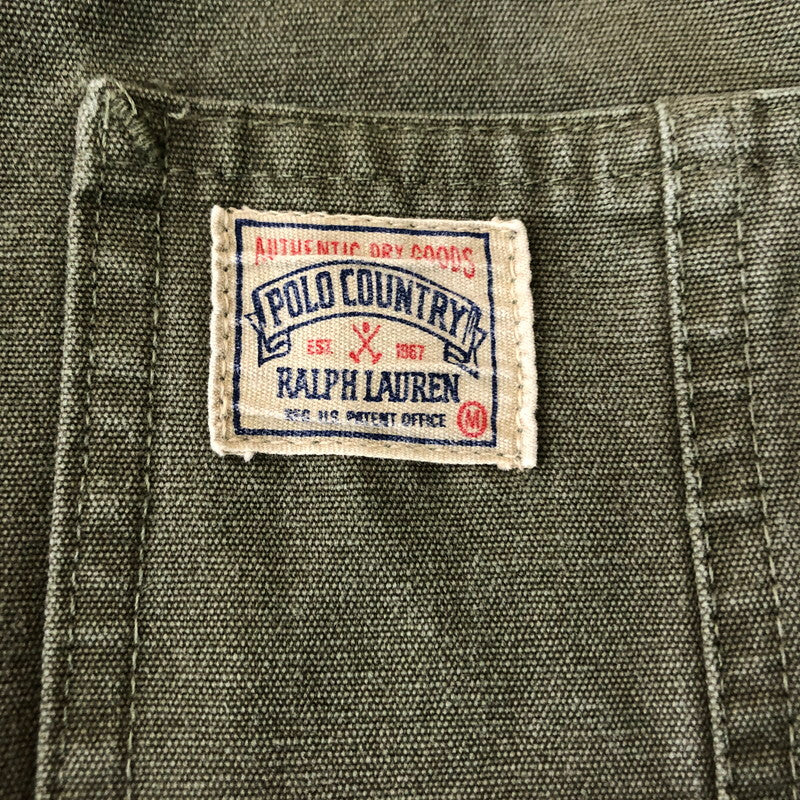 AUTHENTIC DRY GOODS
POLO COUNTRY
EST. 1967
RALPH LAUREN
REG. U.S. PATENT OFFICE M